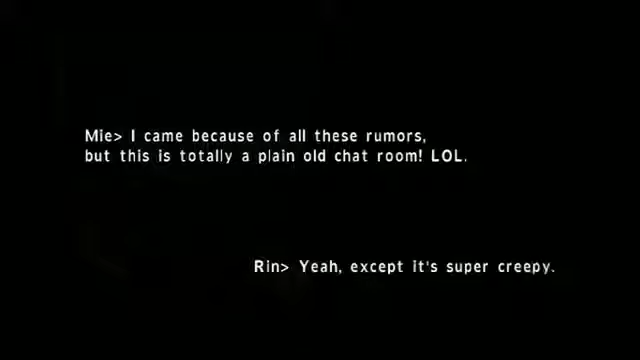 Mie> I came because of all these rumors,
but this is totally a plain old chat room! LOL.
Rin> Yeah, except it's super creepy.